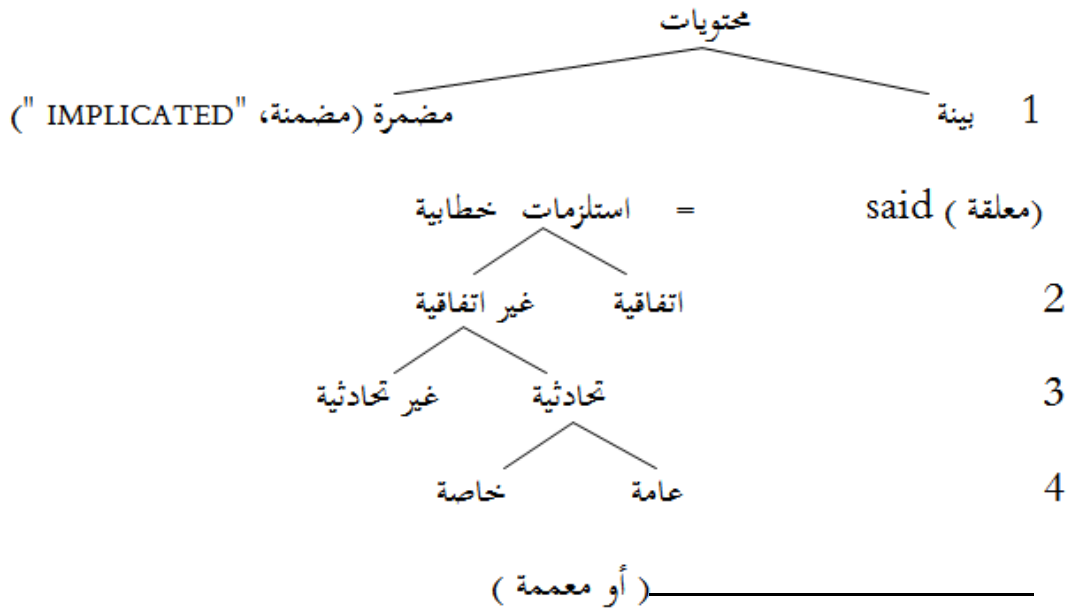 محتويات
1 بينة مضمرة (مضمنة، "IMPLICATED ")
(معلقة ) said = استلزمات خطابية
2 اتفاقية غير اتفاقية
3 تحادثية غير تحادثية
4 عامة خاصة
( أو معممة )